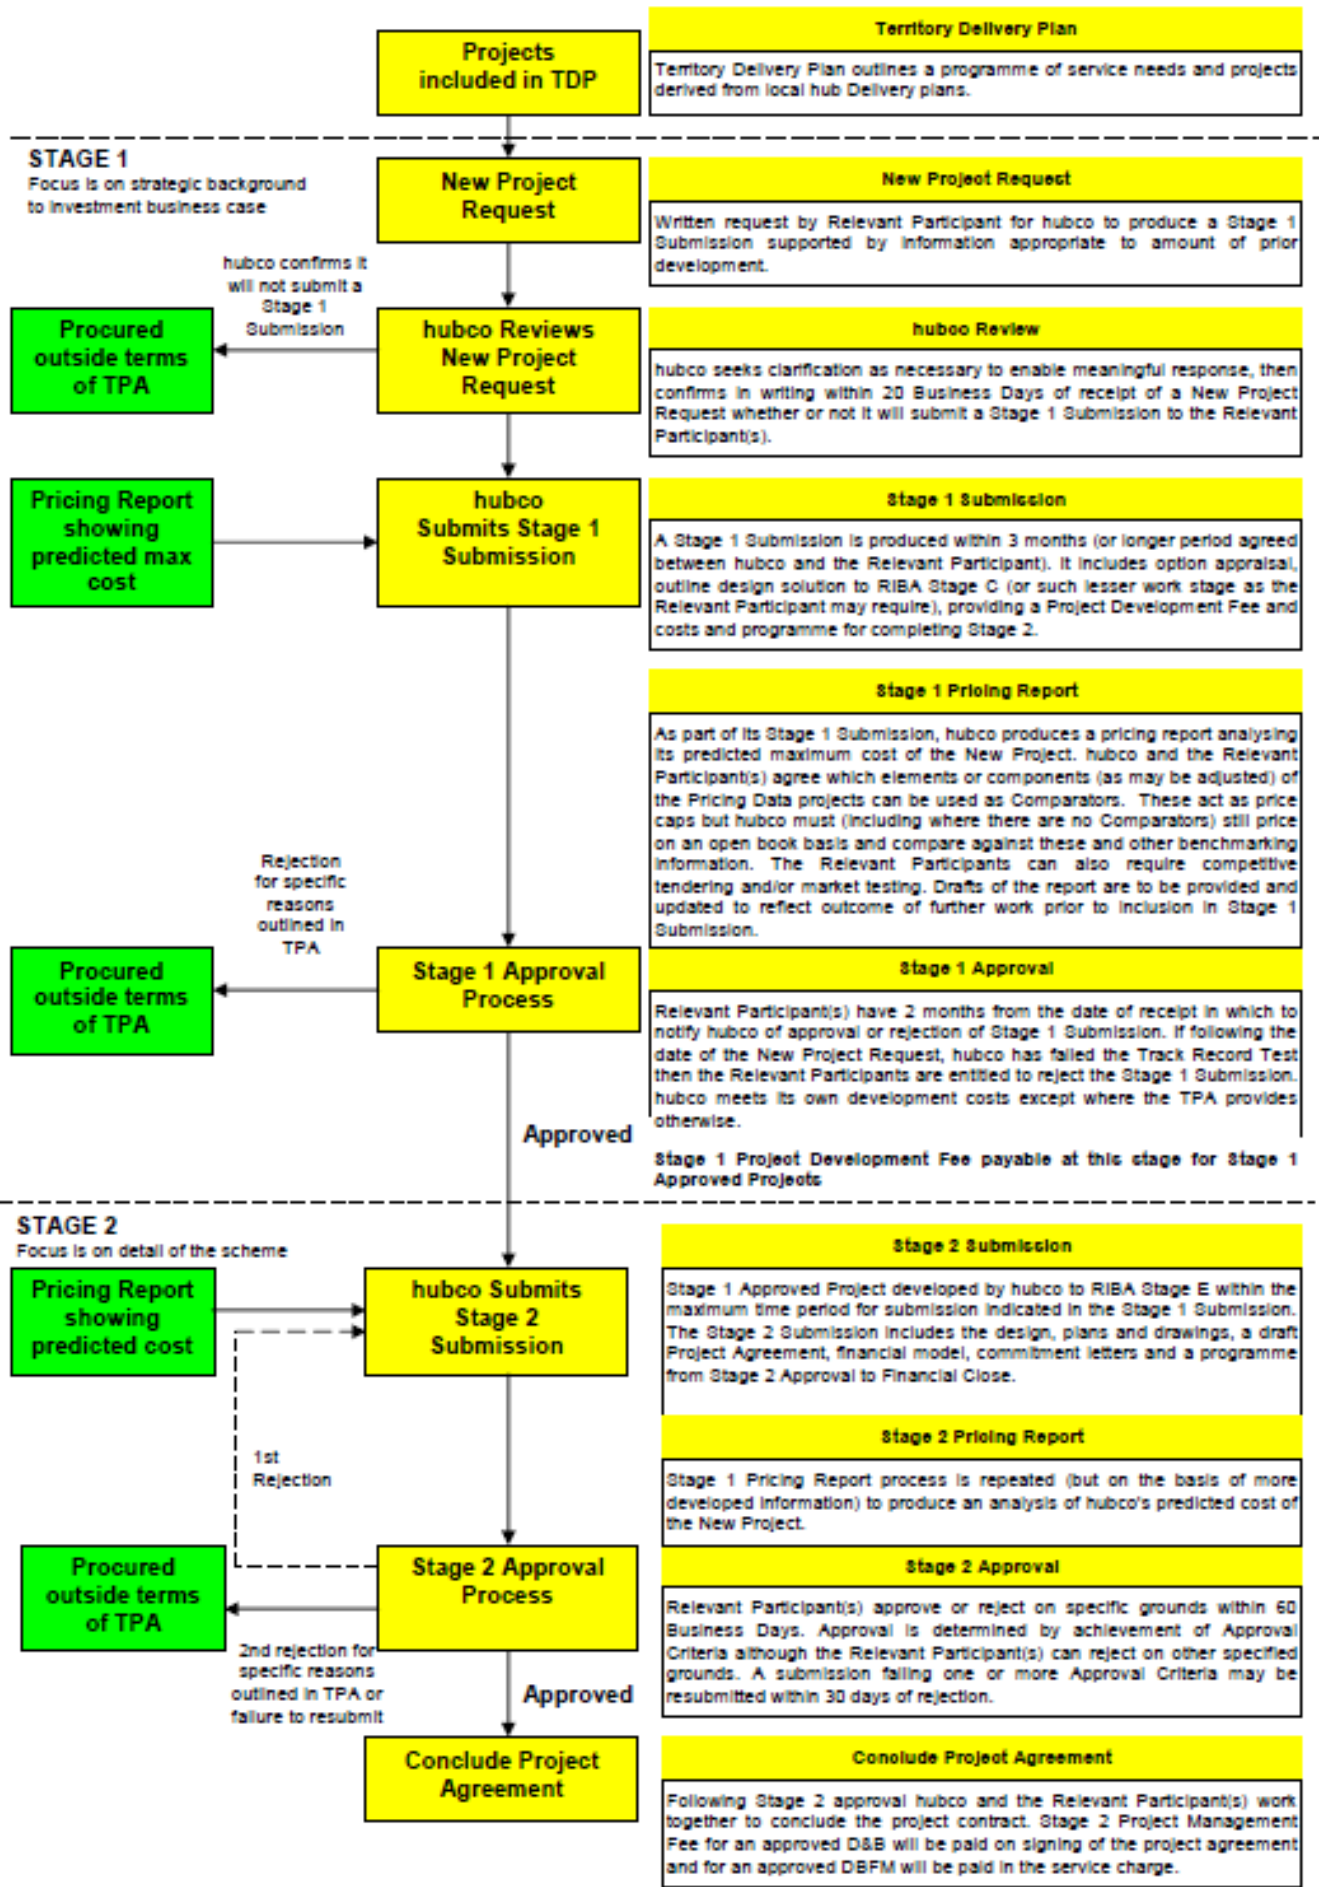 Projects
included in TDP
Territory Delivery Plan
Territory Delivery Plan outlines a programme of service needs and projects
derived from local hub Delivery plans.
STAGE 1
Focus is on strategic background
to investment business case
New Project
Request
New Project Request
Written request by Relevant Participant for hubco to produce a Stage 1
Submission supported by information appropriate to amount of prior
development.
hubco confirms it
will not submit a
Stage 1
Submission
Procured
outside terms
of TPA
hubco Reviews
New Project
Request
hubco Review
hubco seeks clarification as necessary to enable meaningful response, then
confirms in writing within 20 Business Days of receipt of a New Project
Request whether or not it will submit a Stage 1 Submission to the Relevant
Participant(s).
Pricing Report
showing
predicted max
cost
hubco
Submits Stage 1
Submission
Stage 1 Submission
A Stage 1 Submission is produced within 3 months (or longer period agreed
between hubco and the Relevant Participant). It includes option appraisal,
outline design solution to RIBA Stage C (or such lesser work stage as the
Relevant Participant may require), providing a Project Development Fee and
costs and programme for completing Stage 2.
Stage 1 Pricing Report
As part of its Stage 1 Submission, hubco produces a pricing report analysing
its predicted maximum cost of the New Project. hubco and the Relevant
Participant(s) agree which elements or components (as may be adjusted) of
the Pricing Data projects can be used as Comparators. These act as price
caps but hubco must (including where there are no Comparators) still price
on an open book basis and compare against these and other benchmarking
information. The Relevant Participants can also require competitive
tendering and/or market testing. Drafts of the report are to be provided and
updated to reflect outcome of further work prior to inclusion in Stage 1
Submission.
Rejection
for specific
reasons
outlined in
TPA
Procured
outside terms
of TPA
Stage 1 Approval
Process
Stage 1 Approval
Relevant Participant(s) have 2 months from the date of receipt in which to
notify hubco of approval or rejection of Stage 1 Submission. If following the
date of the New Project Request, hubco has failed the Track Record Test
then the Relevant Participants are entitled to reject the Stage 1 Submission.
hubco meets its own development costs except where the TPA provides
otherwise.
Approved
Stage 1 Project Development Fee payable at this stage for Stage 1
Approved Projects
STAGE 2
Focus is on detail of the scheme
Pricing Report
showing
predicted cost
hubco Submits
Stage 2
Submission
Stage 2 Submission
Stage 1 Approved Project developed by hubco to RIBA Stage E within the
maximum time period for submission indicated in the Stage 1 Submission.
The Stage 2 Submission includes the design, plans and drawings, a draft
Project Agreement, financial model, commitment letters and a programme
from Stage 2 Approval to Financial Close.
1st
Rejection
Stage 2 Pricing Report
Stage 1 Pricing Report process is repeated (but on the basis of more
developed information) to produce an analysis of hubco's predicted cost of
the New Project.
Procured
outside terms
of TPA
Stage 2 Approval
Process
Stage 2 Approval
Relevant Participant(s) approve or reject on specific grounds within 60
Business Days. Approval is determined by achievement of Approval
Criteria although the Relevant Participant(s) can reject on other specified
grounds. A submission failing one or more Approval Criteria may be
resubmitted within 30 days of rejection.
2nd rejection for
specific reasons
outlined in TPA or
failure to resubmit
Approved
Conclude Project
Agreement
Conclude Project Agreement
Following Stage 2 approval hubco and the Relevant Participant(s) work
together to conclude the project contract. Stage 2 Project Management
Fee for an approved D&B will be paid on signing of the project agreement
and for an approved DBFM will be paid in the service charge.